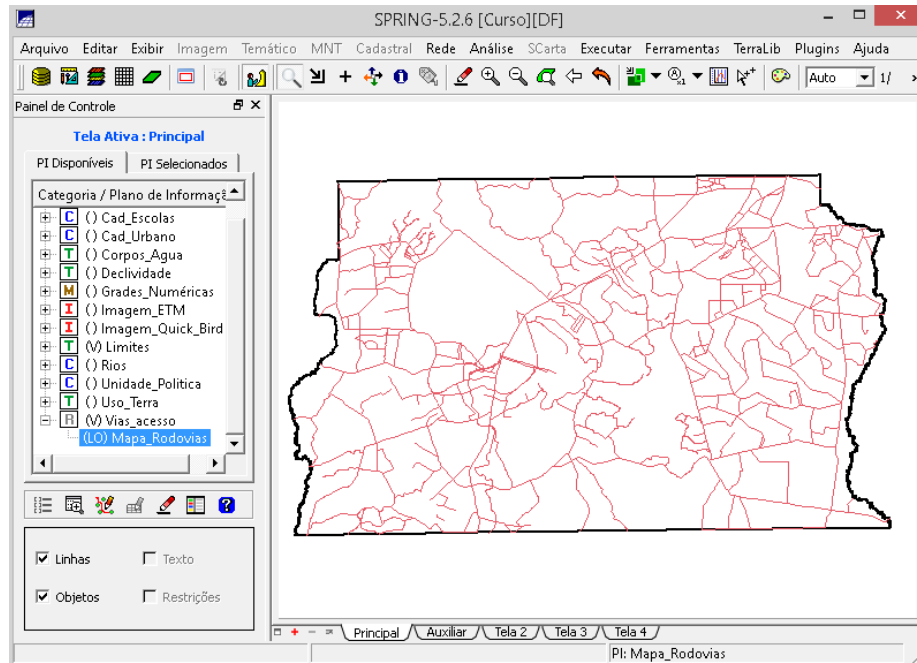 SPRING-5.2.6 [Curso][DF]
Arquivo Editar Exibir Imagem Temático MNT Cadastral Rede Análise SCarta Executar Ferramentas TerraLib Plugins Ajuda
Auto 1/
Painel de Controle
Tela Ativa : Principal
PI Disponíveis PI Selecionados
Categoria / Plano de Informaçã
C () Cad_Escolas
C () Cad_Urbano
T () Corpos_Agua
T () Declividade
M () Grades_Numéricas
I () Imagem_ETM
I () Imagem_Quick_Bird
T (V) Limites
C () Rios
C () Unidade_Politica
T () Uso_Terra
R (V) Vias_acesso
(LO) Mapa_Rodovias
Linhas Texto
Objetos Restrições
Principal Auxiliar Tela 2 Tela 3 Tela 4
PI: Mapa_Rodovias